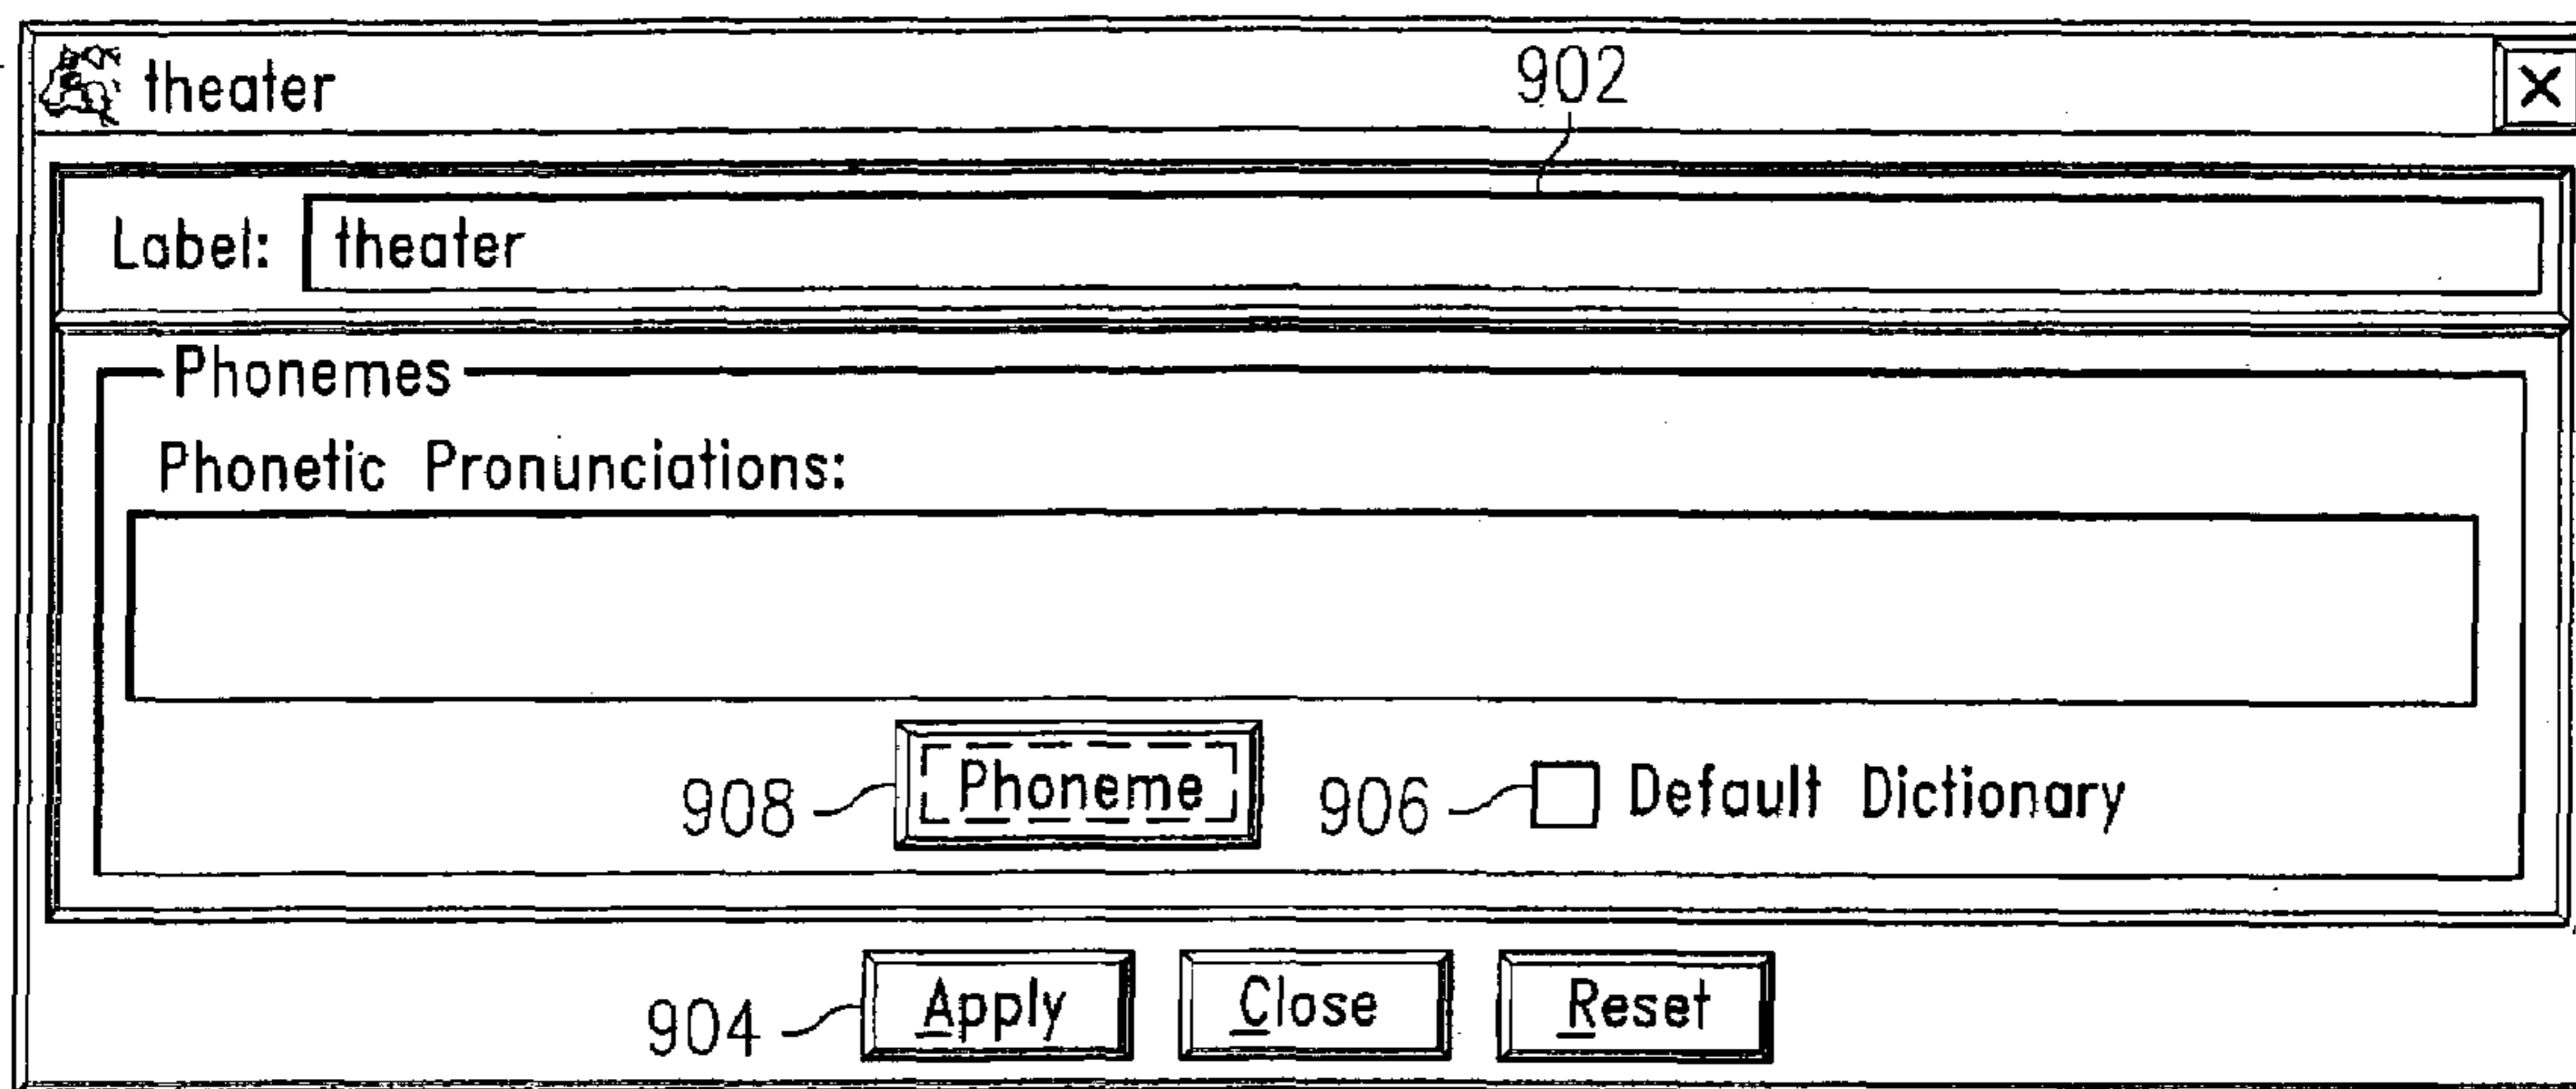 theater
902
X
Label: theater
Phonemes
Phonetic Pronunciations:
908 Phoneme 906 Default Dictionary
904 Apply Close Reset